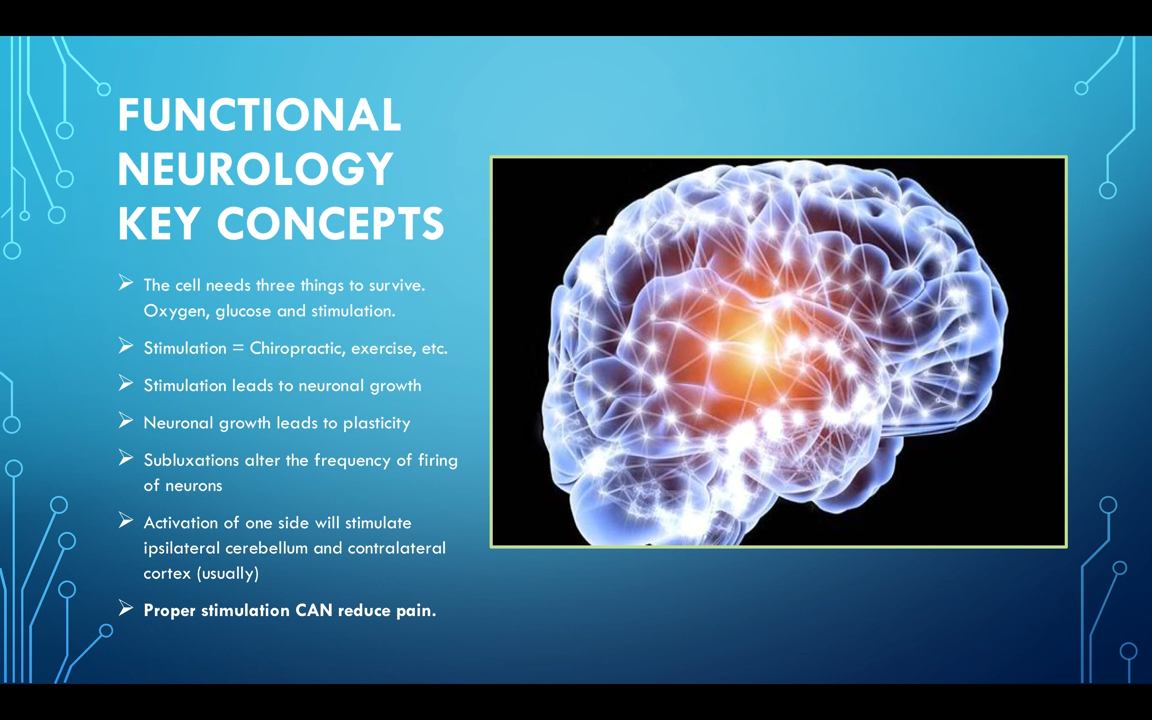 FUNCTIONAL
NEUROLOGY
KEY CONCEPTS
➢ The cell needs three things to survive.
Oxygen, glucose and stimulation.
➢ Stimulation = Chiropractic, exercise, etc.
➢ Stimulation leads to neuronal growth
➢ Neuronal growth leads to plasticity
➢ Subluxations alter the frequency of firing
of neurons
➢ Activation of one side will stimulate
ipsilateral cerebellum and contralateral
cortex (usually)
➢ Proper stimulation CAN reduce pain.